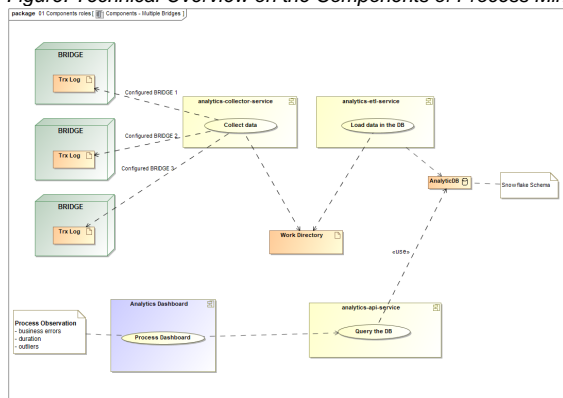 Figure: Technical Overview on the Components of Process Min
package 01 Components roles [ Components - Multiple Bridges ]
BRIDGE
Trx Log
Configured BRIDGE 1
analytics-collector-service
Collect data
analytics-etl-service
Load data in the DB
BRIDGE
Trx Log
Configured BRIDGE 2
Configured BRIDGE 3
AnalyticDB
Snowflake Schema
BRIDGE
Trx Log
Work Directory
«use»
Analytics Dashboard
Process Dashboard
analytics-api-service
Query the DB
Process Observation
- business errors
- duration
- outliers